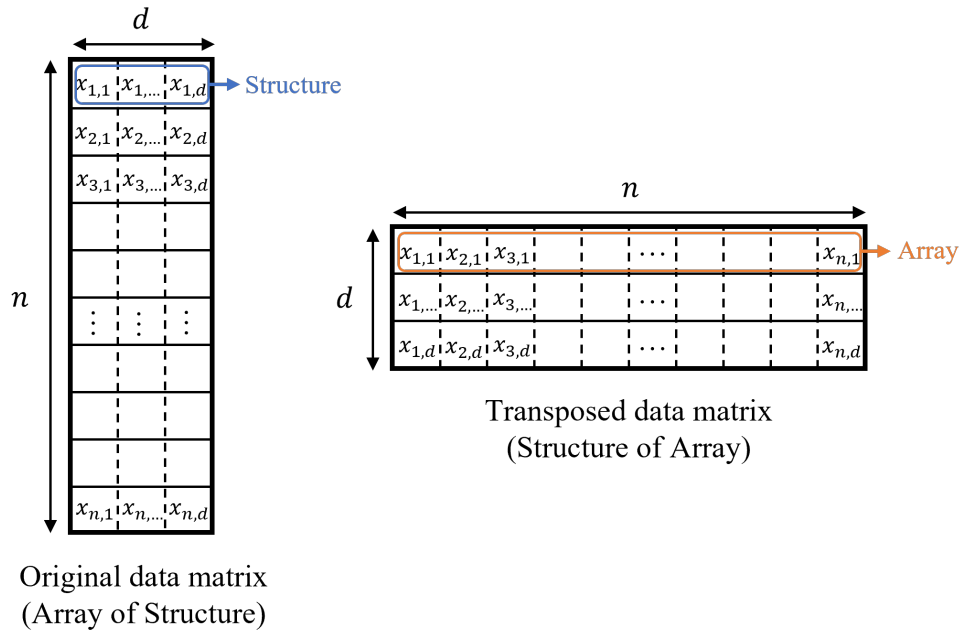 d
x1,1 x1,... x1,d Structure
x2,1 x2,... x2,d
x3,1 x3,... x3,d
n
⋮ ⋮ ⋮
xn,1 xn,... xn,d
Original data matrix
(Array of Structure)
n
x1,1 x2,1 x3,1 ... xn,1 Array
d
x1,... x2,... x3,... ... xn,...
x1,d x2,d x3,d ... xn,d
Transposed data matrix
(Structure of Array)